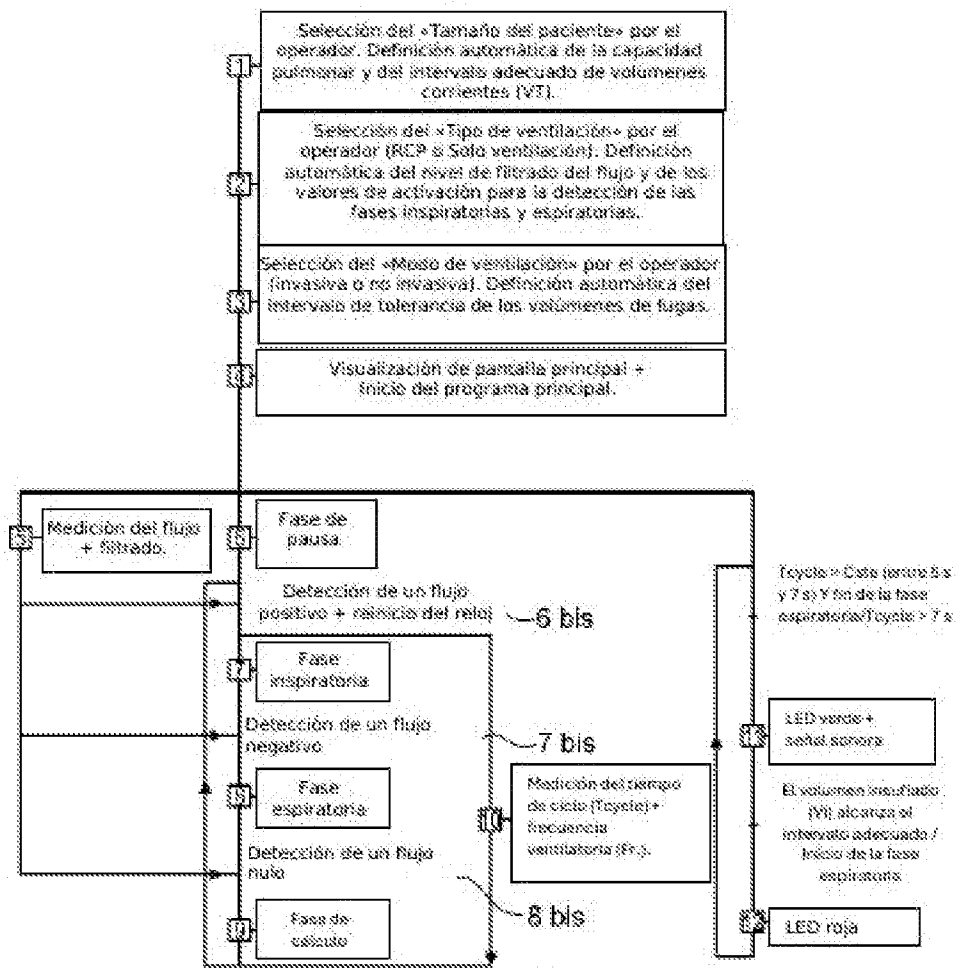 Selección del «Tamaño del paciente» por el
operador. Definición automática de la capacidad
pulmonar y del intervalo adecuado de volúmenes
corrientes (VT).
1
Selección del «Tipo de ventilación» por el
operador (RCP o Solo ventilación). Definición
automática del nivel de filtrado del flujo y de los
valores de activación para la detección de las
fases inspiratorias y espiratorias.
Selección del «Modo de ventilación» por el operador
(invasiva o no invasiva). Definición automática del
intervalo de tolerancia de los volúmenes de fugas.
Visualización de pantalla principal +
Inicio del programa principal.
Medición del flujo
+ filtrado.
Fase de
pausa
Detección de un flujo
positivo + reinicio del reloj
6 bis
7
Fase
inspiratoria
Detección de un flujo
negativo
7 bis
Fase
espiratoria
Detección de un flujo
nulo
8 bis
Fase de
cálculo
Medición del tiempo
de ciclo (Tcycle) +
frecuencia
ventilatoria (Fr.).
Tcycle = Cste (entre 5 s
y 7 s) Y fin de la fase
espiratoria/Tcycle > 7 s
LED verde +
señal sonora
El volumen insuflado
(VI) alcanza el
intervalo adecuado /
Inicio de la fase
espiratoria
LED roja